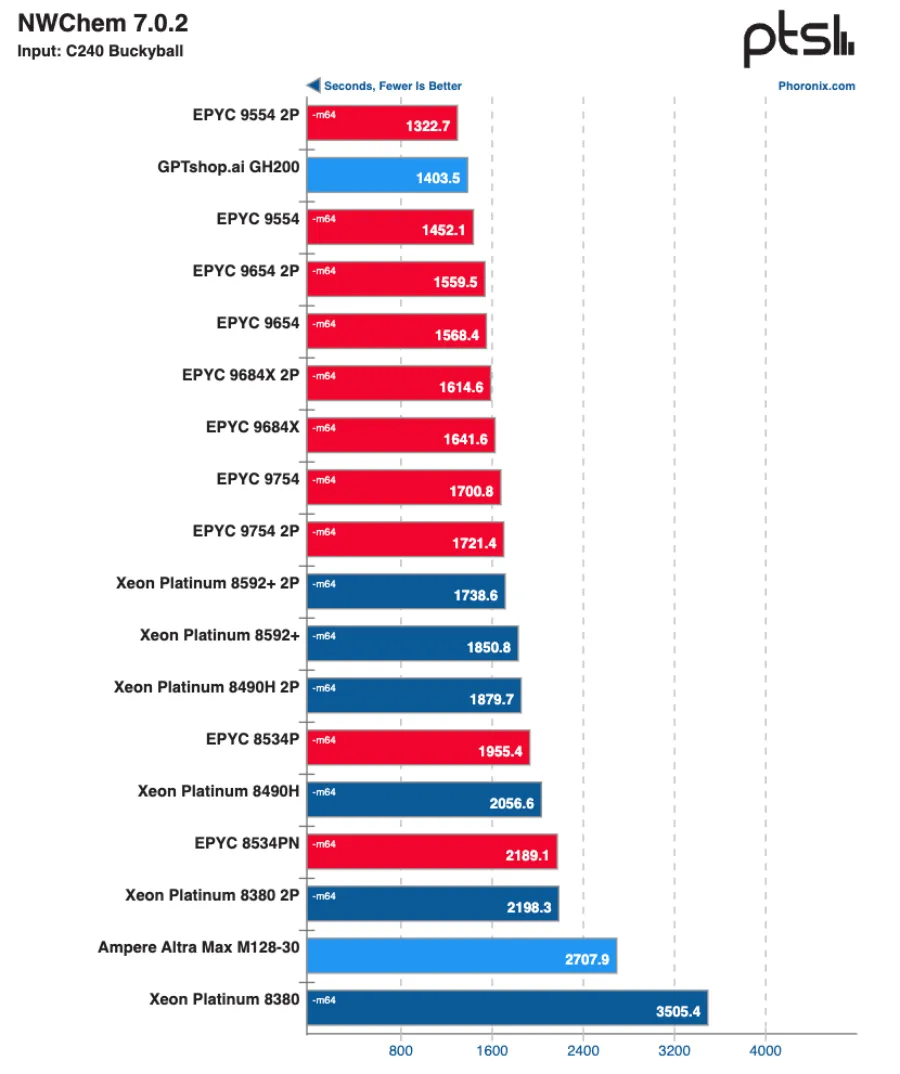 NWChem 7.0.2
Input: C240 Buckyball
ptsl
Seconds, Fewer Is Better
Phoronix.com
EPYC 9554 2P -m64 1322.7
GPTshop.ai GH200 1403.5
EPYC 9554 -m64 1452.1
EPYC 9654 2P -m64 1559.5
EPYC 9654 -m64 1568.4
EPYC 9684X 2P -m64 1614.6
EPYC 9684X -m64 1641.6
EPYC 9754 -m64 1700.8
EPYC 9754 2P -m64 1721.4
Xeon Platinum 8592+ 2P -m64 1738.6
Xeon Platinum 8592+ -m64 1850.8
Xeon Platinum 8490H 2P -m64 1879.7
EPYC 8534P -m64 1955.4
Xeon Platinum 8490H -m64 2056.6
EPYC 8534PN -m64 2189.1
Xeon Platinum 8380 2P -m64 2198.3
Ampere Altra Max M128-30 2707.9
Xeon Platinum 8380 -m64 3505.4
800 1600 2400 3200 4000